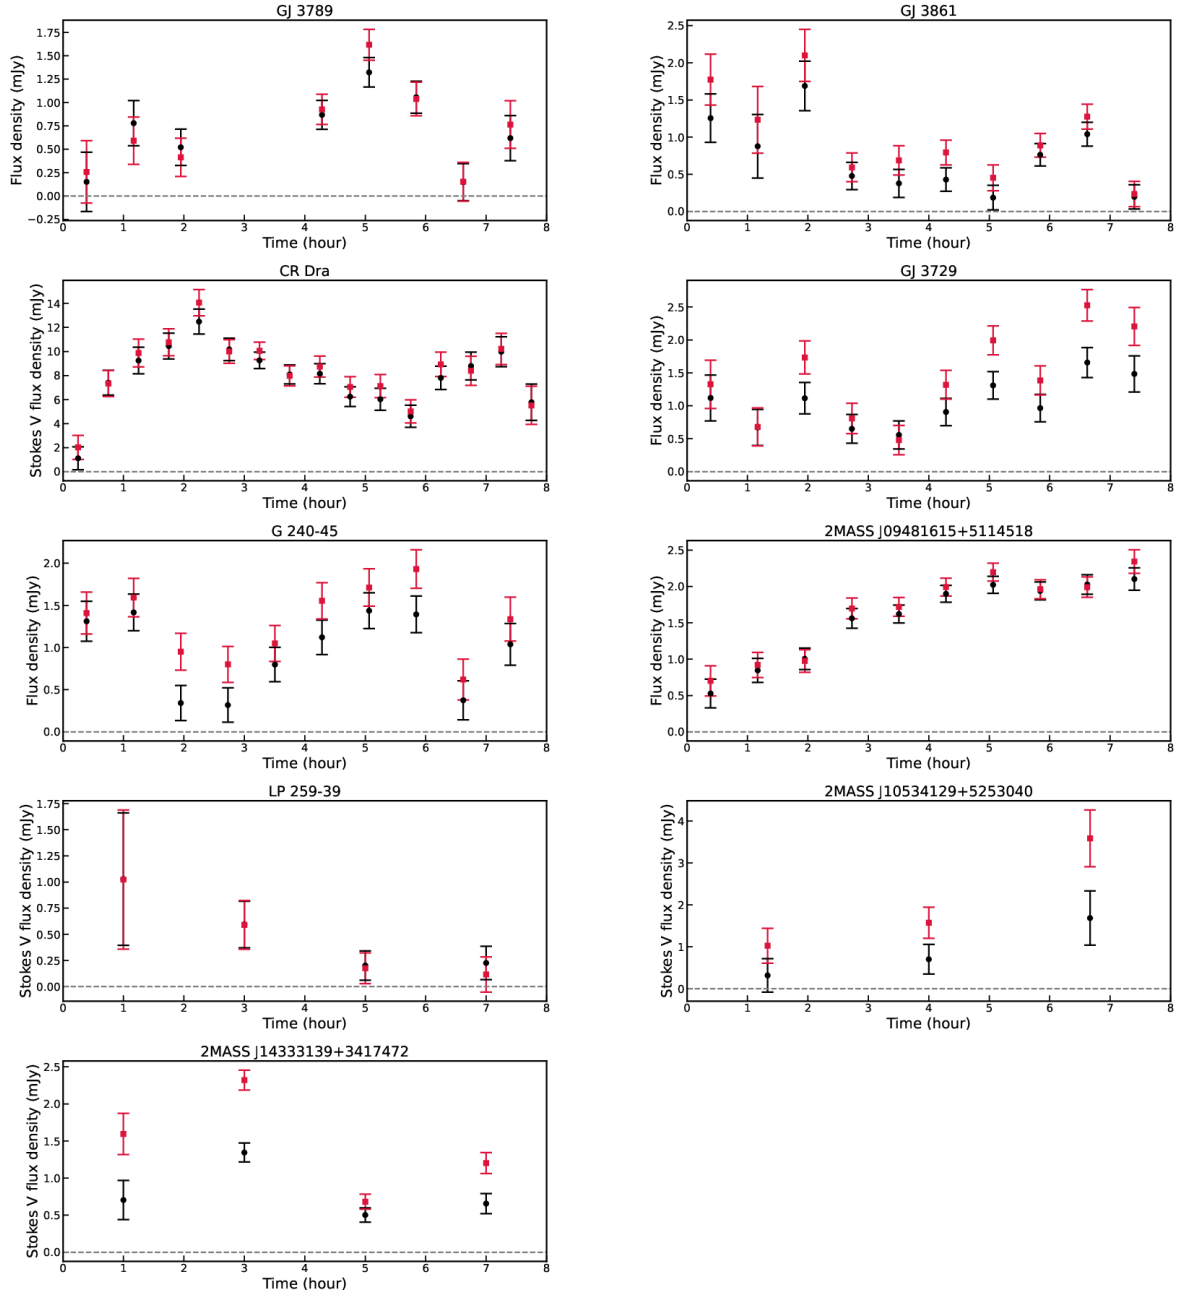 GJ 3789
Flux density (mJy)
1.75
1.50
1.25
1.00
0.75
0.50
0.25
0.00
−0.25
0 1 2 3 4 5 6 7 8
Time (hour)
GJ 3861
Flux density (mJy)
2.5
2.0
1.5
1.0
0.5
0.0
0 1 2 3 4 5 6 7 8
Time (hour)
CR Dra
Stokes V flux density (mJy)
14
12
10
8
6
4
2
0
0 1 2 3 4 5 6 7 8
Time (hour)
GJ 3729
Flux density (mJy)
2.5
2.0
1.5
1.0
0.5
0.0
0 1 2 3 4 5 6 7 8
Time (hour)
G 240-45
Flux density (mJy)
2.0
1.5
1.0
0.5
0.0
0 1 2 3 4 5 6 7 8
Time (hour)
2MASS J09481615+5114518
Flux density (mJy)
2.5
2.0
1.5
1.0
0.5
0.0
0 1 2 3 4 5 6 7 8
Time (hour)
LP 259-39
Stokes V flux density (mJy)
1.75
1.50
1.25
1.00
0.75
0.50
0.25
0.00
0 1 2 3 4 5 6 7 8
Time (hour)
2MASS J10534129+5253040
Stokes V flux density (mJy)
4
3
2
1
0
0 1 2 3 4 5 6 7 8
Time (hour)
2MASS J14333139+3417472
Stokes V flux density (mJy)
2.5
2.0
1.5
1.0
0.5
0.0
0 1 2 3 4 5 6 7 8
Time (hour)